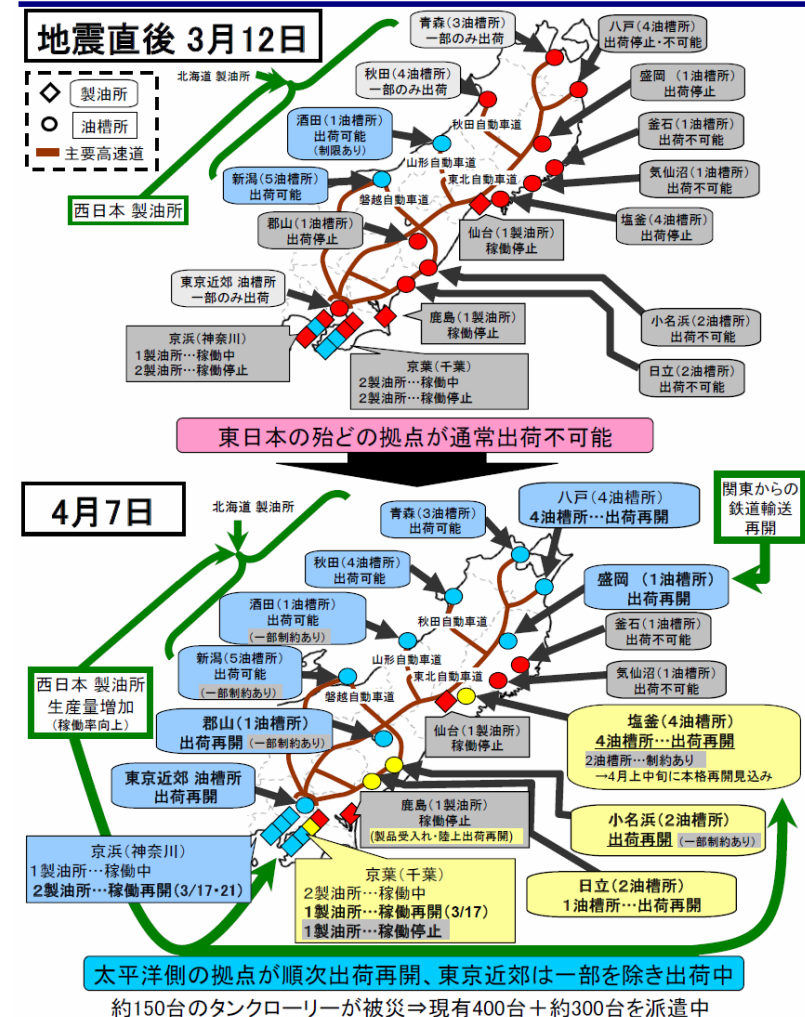 地震直後 3月12日
製油所
油槽所
主要高速道
北海道 製油所
西日本 製油所
青森(3油槽所)
一部のみ出荷
八戸(4油槽所)
出荷停止・不可能
秋田(4油槽所)
一部のみ出荷
盛岡 (1油槽所)
出荷停止
酒田(1油槽所)
出荷可能
(制限あり)
秋田自動車道
釜石(1油槽所)
出荷不可能
山形自動車道
新潟(5油槽所)
出荷可能
東北自動車道
気仙沼(1油槽所)
出荷不可能
磐越自動車道
郡山(1油槽所)
出荷停止
仙台(1製油所)
稼働停止
塩釜(4油槽所)
出荷停止
東京近郊 油槽所
一部のみ出荷
鹿島(1製油所)
稼働停止
小名浜(2油槽所)
出荷不可能
京浜(神奈川)
1製油所…稼働中
2製油所…稼働停止
京葉(千葉)
2製油所…稼働中
2製油所…稼働停止
日立(2油槽所)
出荷不可能
東日本の殆どの拠点が通常出荷不可能
4月7日
北海道 製油所
青森(3油槽所)
出荷可能
八戸(4油槽所)
4油槽所…出荷再開
関東からの
鉄道輸送
再開
秋田(4油槽所)
出荷可能
盛岡 (1油槽所)
出荷再開
酒田(1油槽所)
出荷可能
(一部制約あり)
秋田自動車道
釜石(1油槽所)
出荷不可能
山形自動車道
新潟(5油槽所)
出荷可能
(一部制約あり)
東北自動車道
気仙沼(1油槽所)
出荷不可能
西日本 製油所
生産量増加
(稼働率向上)
磐越自動車道
郡山(1油槽所)
出荷再開 (一部制約あり)
仙台(1製油所)
稼働停止
塩釜(4油槽所)
4油槽所…出荷再開
2油槽所…制約あり
→4月上中旬に本格再開見込み
東京近郊 油槽所
出荷再開
鹿島(1製油所)
稼働停止
(製品受入れ・陸上出荷再開)
小名浜(2油槽所)
出荷再開 (一部制約あり)
京浜(神奈川)
1製油所…稼働中
2製油所…稼働再開(3/17・21)
京葉(千葉)
2製油所…稼働中
1製油所…稼働再開(3/17)
1製油所…稼働停止
日立(2油槽所)
1油槽所…出荷再開
太平洋側の拠点が順次出荷再開、東京近郊は一部を除き出荷中
約150台のタンクローリーが被災⇒現有400台＋約300台を派遣中